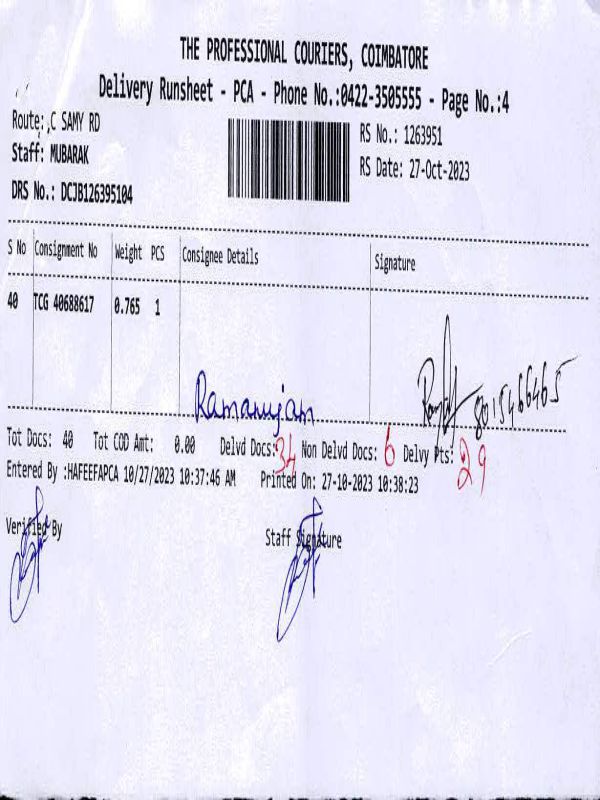 THE PROFESSIONAL COURIERS, COIMBATORE
Delivery Runsheet - PCA - Phone No.:0422-3505555 - Page No.:4
Route:,C SAMY RD
RS No.: 1263951
Staff: MUBARAK
RS Date: 27-Oct-2023
DRS No.: DCJB126395104
S No Consignment No Weight PCS Consignee Details Signature
40 TCG 40688617 0.765 1
Ramanujam 8015466465
Tot Docs: 40 Tot COD Amt: 0.00 Delvd Docs: 34 Non Delvd Docs: 6 Delvy Pts: 29
Entered By :HAFEEFAPCA 10/27/2023 10:37:46 AM Printed On: 27-10-2023 10:38:23
Verified By Staff Signature